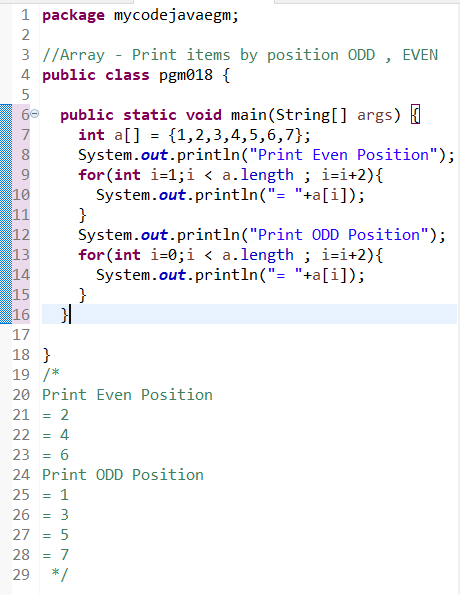 1 package mycodejavaegm;
2
3 //Array - Print items by position ODD , EVEN
4 public class pgm018 {
5
6 public static void main(String[] args) {
7 int a[] = {1,2,3,4,5,6,7};
8 System.out.println("Print Even Position");
9 for(int i=1;i < a.length ; i=i+2){
10 System.out.println("= "+a[i]);
11 }
12 System.out.println("Print ODD Position");
13 for(int i=0;i < a.length ; i=i+2){
14 System.out.println("= "+a[i]);
15 }
16 }
17
18 }
19 /*
20 Print Even Position
21 = 2
22 = 4
23 = 6
24 Print ODD Position
25 = 1
26 = 3
27 = 5
28 = 7
29 */